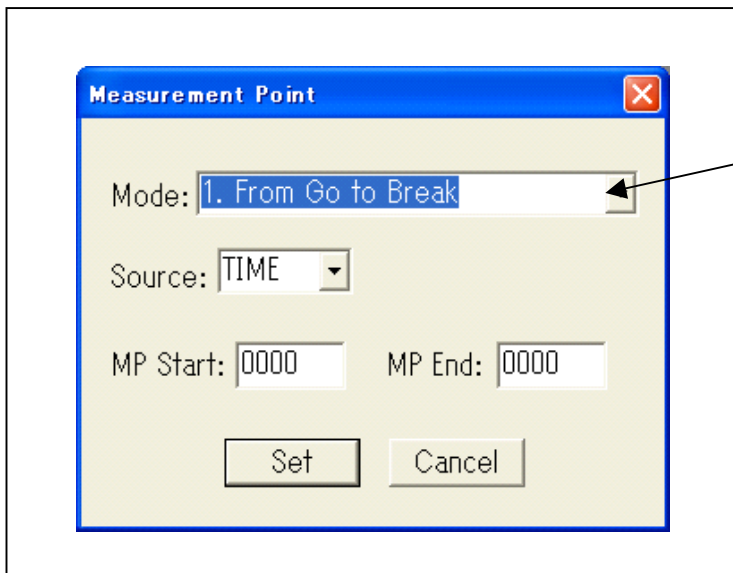 Measurement Point
Mode: 1. From Go to Break
Source: TIME
MP Start: 0000 MP End: 0000
Set Cancel